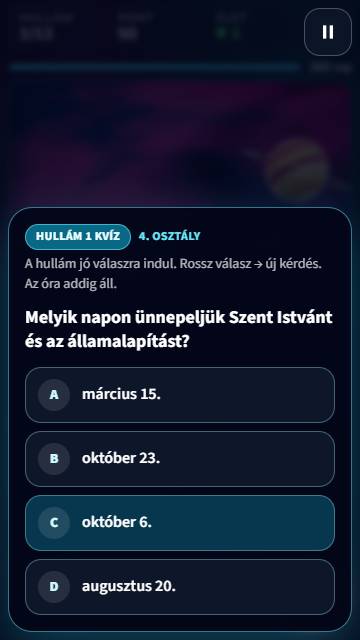 HULLÁM 1 KVÍZ 4. OSZTÁLY
A hullám jó válaszra indul. Rossz válasz → új kérdés.
Az óra addig áll.
Melyik napon ünnepeljük Szent Istvánt
és az államalapítást?
A március 15.
B október 23.
C október 6.
D augusztus 20.